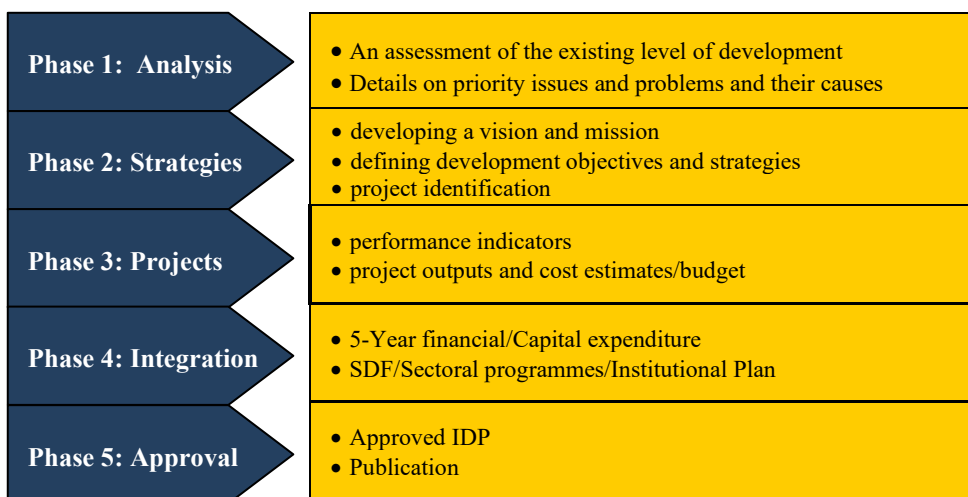 Phase 1:  Analysis
• An assessment of the existing level of development
• Details on priority issues and problems and their causes
Phase 2: Strategies
• developing a vision and mission
• defining development objectives and strategies
• project identification
Phase 3: Projects
• performance indicators
• project outputs and cost estimates/budget
Phase 4: Integration
• 5-Year financial/Capital expenditure
• SDF/Sectoral programmes/Institutional Plan
Phase 5: Approval
• Approved IDP
• Publication